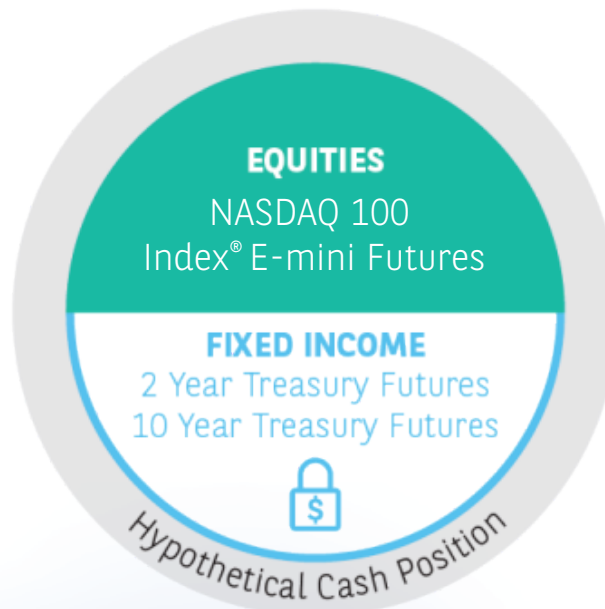 EQUITIES
NASDAQ 100
Index® E-mini Futures
FIXED INCOME
2 Year Treasury Futures
10 Year Treasury Futures
$
Hypothetical Cash Position